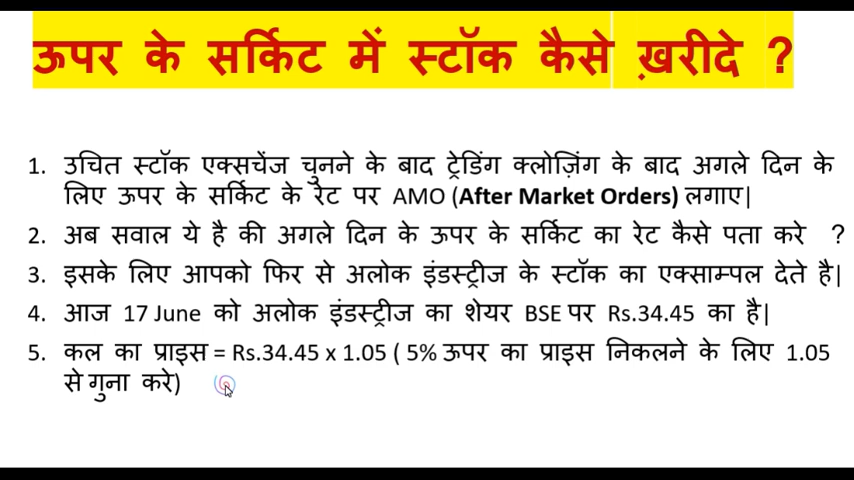 ऊपर के सर्किट में स्टॉक कैसे ख़रीदे ?
1. उचित स्टॉक एक्सचेंज चुनने के बाद ट्रेडिंग क्लोज़िंग के बाद अगले दिन के
लिए ऊपर के सर्किट के रेट पर AMO (After Market Orders) लगाए|
2. अब सवाल ये है की अगले दिन के ऊपर के सर्किट का रेट कैसे पता करे ?
3. इसके लिए आपको फिर से अलोक इंडस्ट्रीज के स्टॉक का एक्साम्पल देते है|
4. आज 17 June को अलोक इंडस्ट्रीज का शेयर BSE पर Rs.34.45 का है|
5. कल का प्राइस = Rs.34.45 x 1.05 ( 5% ऊपर का प्राइस निकलने के लिए 1.05
से गुना करे)